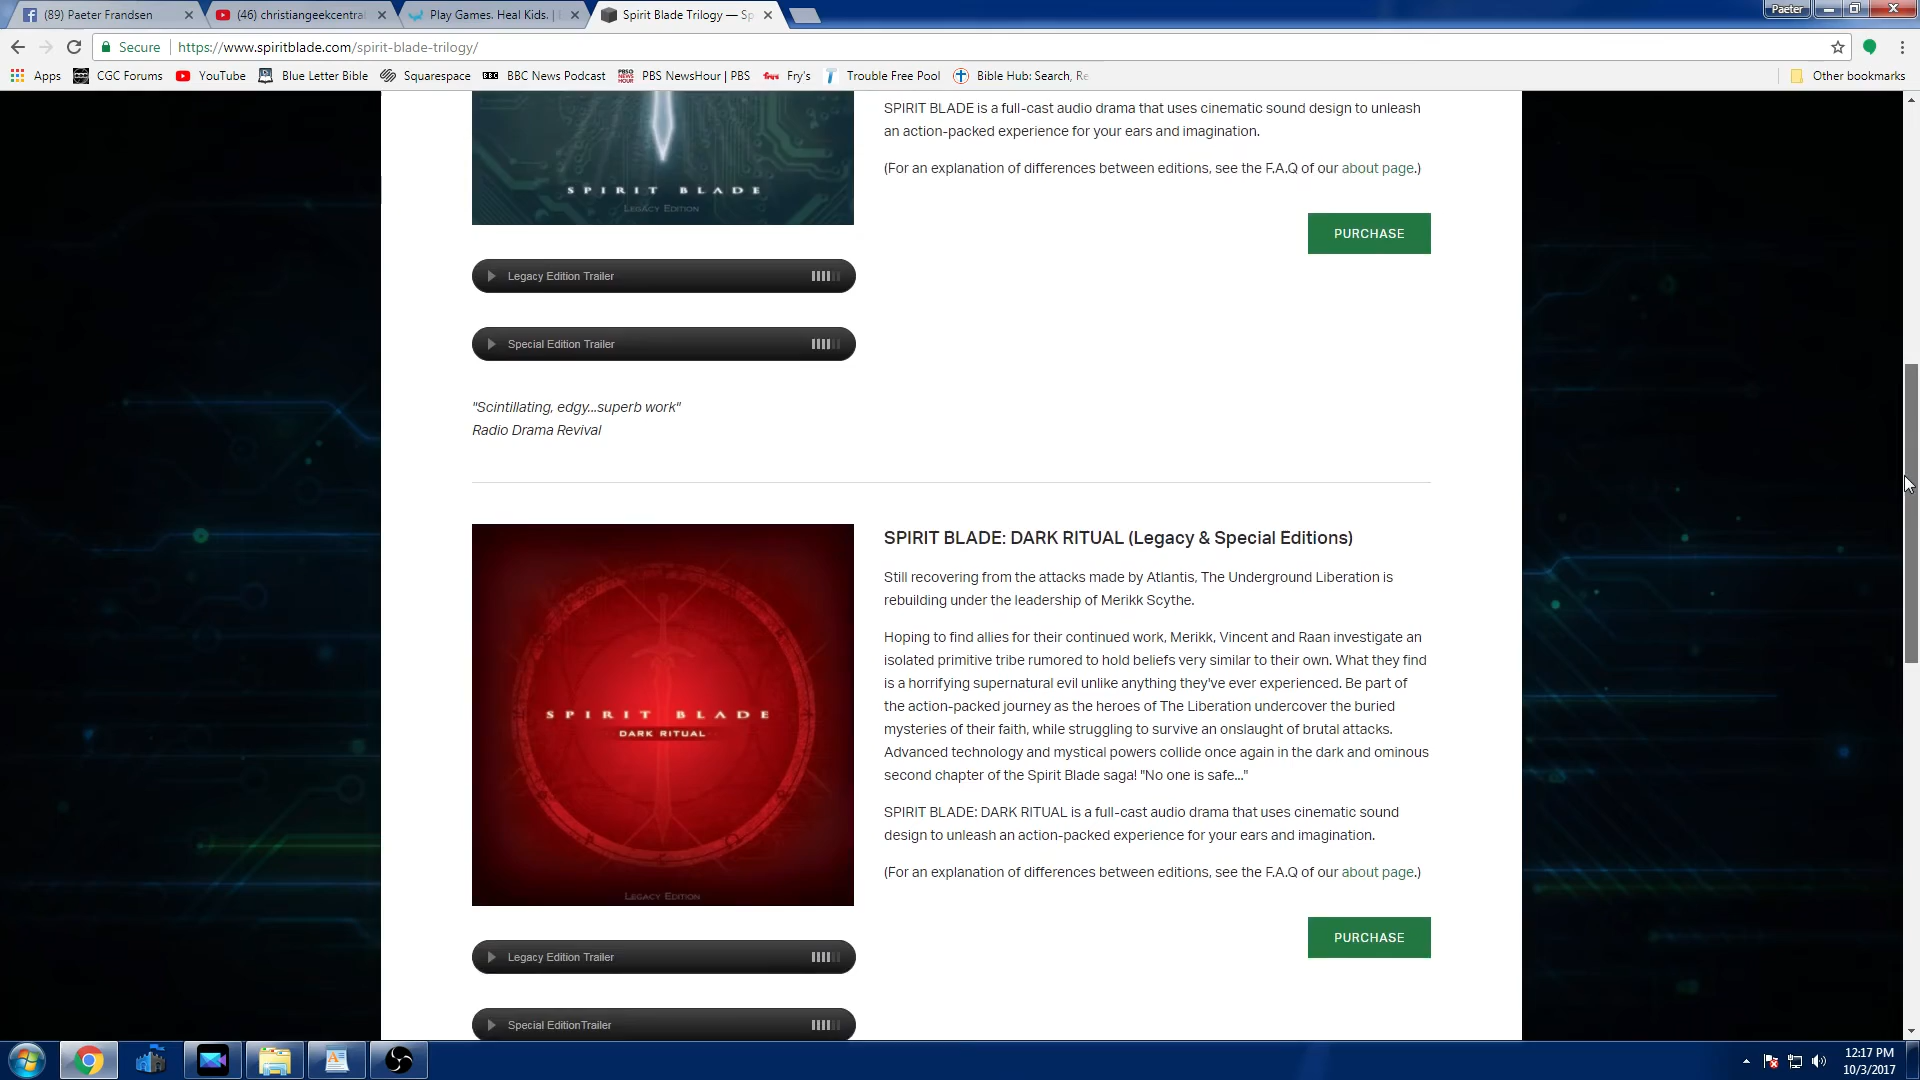 (89) Paeter Frandsen
(46) christiangeekcentral
Play Games. Heal Kids. |
Spirit Blade Trilogy — Sp
Paeter
Secure
https://www.spiritblade.com/spirit-blade-trilogy/
Apps
CGC Forums
YouTube
Blue Letter Bible
Squarespace
BBC News Podcast
PBS NewsHour | PBS
Fry's
Trouble Free Pool
Bible Hub: Search, Re
Other bookmarks
SPIRIT BLADE
LEGACY EDITION
SPIRIT BLADE is a full-cast audio drama that uses cinematic sound design to unleash
an action-packed experience for your ears and imagination.
(For an explanation of differences between editions, see the F.A.Q of our about page.)
PURCHASE
Legacy Edition Trailer
Special Edition Trailer
"Scintillating, edgy...superb work"
Radio Drama Revival
SPIRIT BLADE
DARK RITUAL
LEGACY EDITION
SPIRIT BLADE: DARK RITUAL (Legacy & Special Editions)
Still recovering from the attacks made by Atlantis, The Underground Liberation is
rebuilding under the leadership of Merikk Scythe.
Hoping to find allies for their continued work, Merikk, Vincent and Raan investigate an
isolated primitive tribe rumored to hold beliefs very similar to their own. What they find
is a horrifying supernatural evil unlike anything they've ever experienced. Be part of
the action-packed journey as the heroes of The Liberation undercover the buried
mysteries of their faith, while struggling to survive an onslaught of brutal attacks.
Advanced technology and mystical powers collide once again in the dark and ominous
second chapter of the Spirit Blade saga! "No one is safe..."
SPIRIT BLADE: DARK RITUAL is a full-cast audio drama that uses cinematic sound
design to unleash an action-packed experience for your ears and imagination.
(For an explanation of differences between editions, see the F.A.Q of our about page.)
PURCHASE
Legacy Edition Trailer
Special EditionTrailer
12:17 PM
10/3/2017